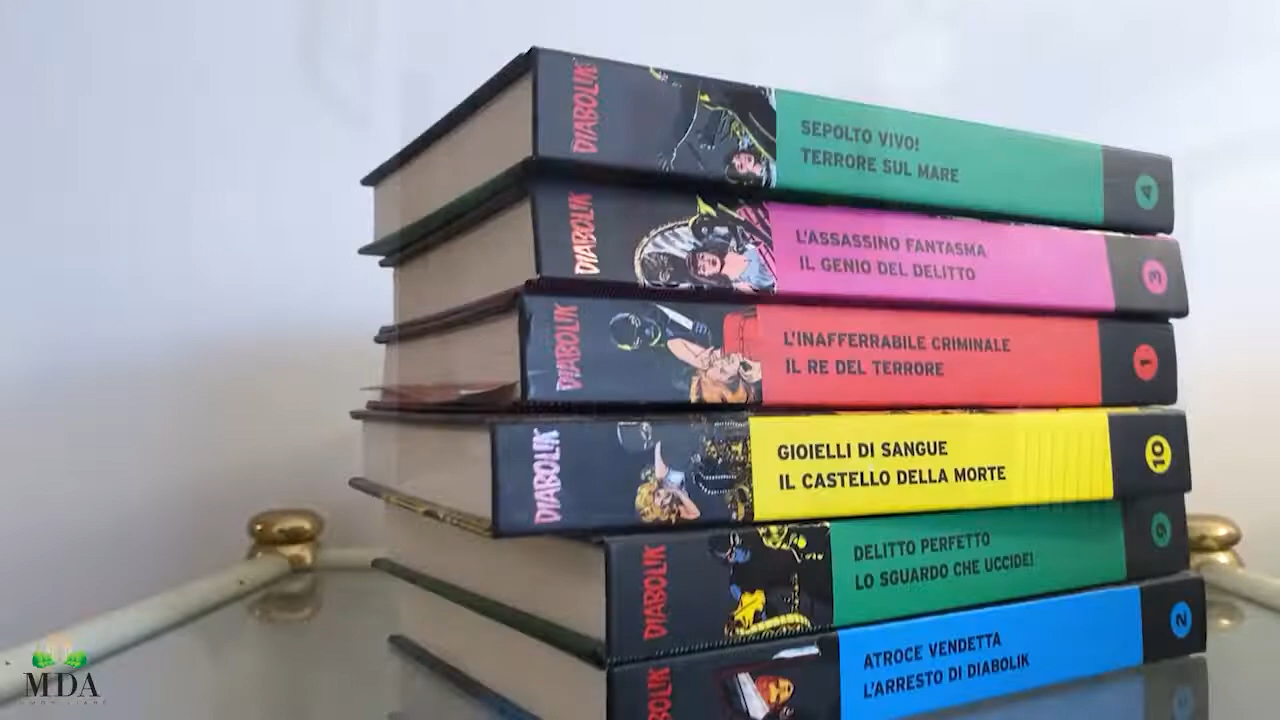 DIABOLIK
SEPOLTO VIVO!
TERRORE SUL MARE
4
DIABOLIK
L'ASSASSINO FANTASMA
IL GENIO DEL DELITTO
3
DIABOLIK
L'INAFFERRABILE CRIMINALE
IL RE DEL TERRORE
1
DIABOLIK
GIOIELLI DI SANGUE
IL CASTELLO DELLA MORTE
10
DIABOLIK
DELITTO PERFETTO
LO SGUARDO CHE UCCIDE!
9
BOLIK
ATROCE VENDETTA
L'ARRESTO DI DIABOLIK
2
MDA